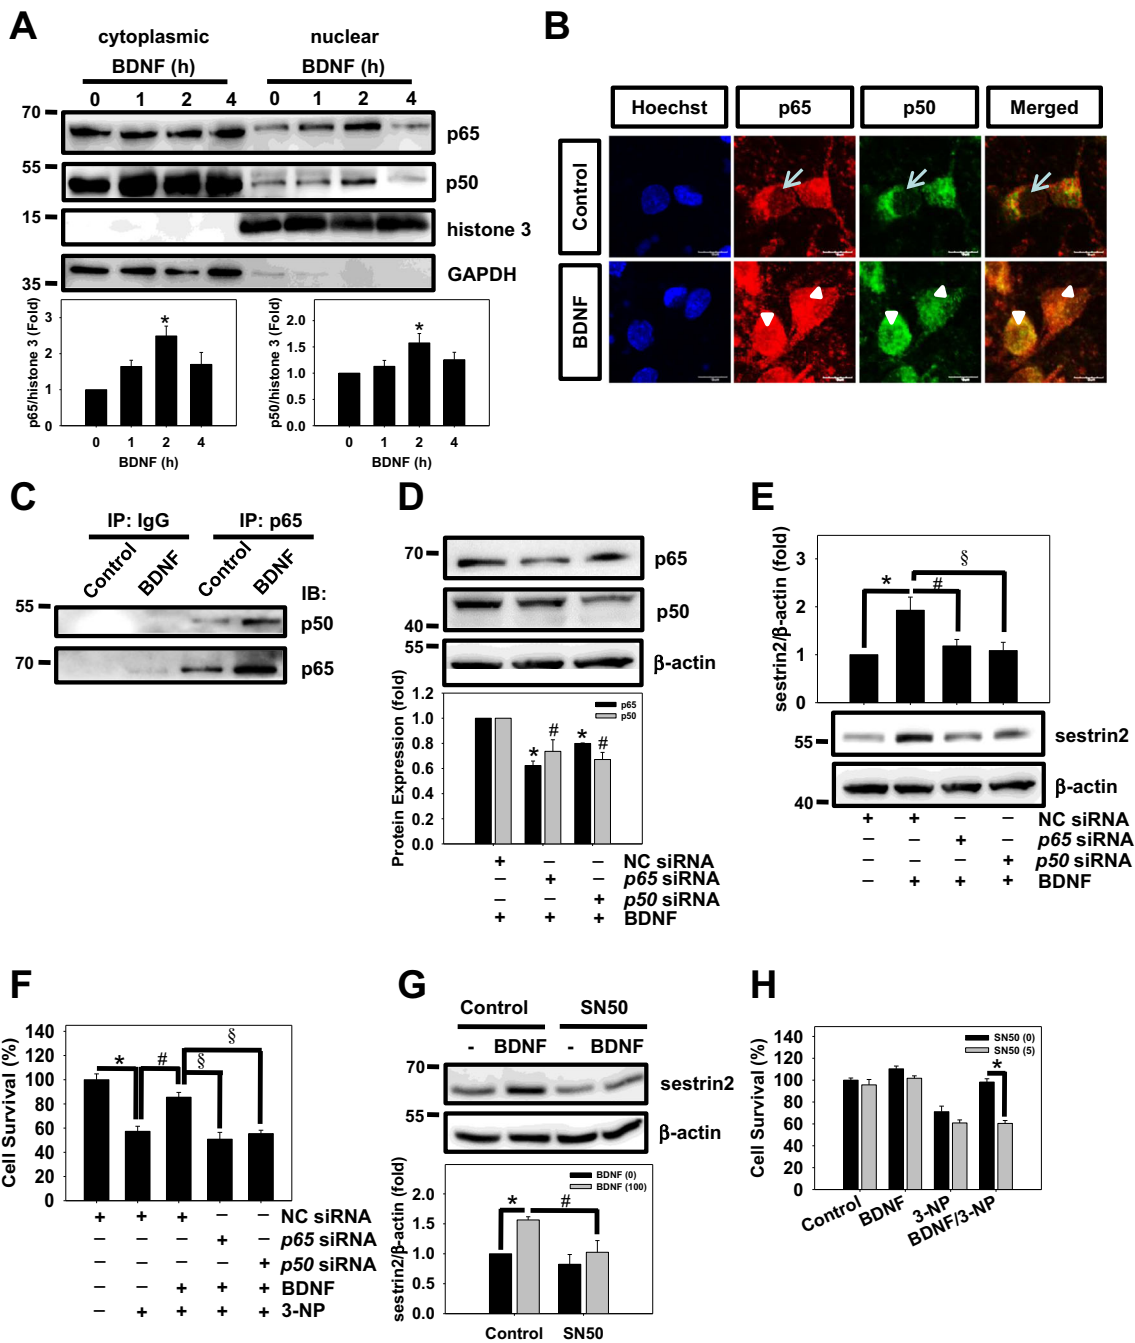 A
cytoplasmic nuclear
BDNF (h) BDNF (h)
0 1 2 4 0 1 2 4
70
p65
55
p50
15
histone 3
35
GAPDH
p65/histone 3 (Fold)
3
2
1
0
*
0 1 2 4
BDNF (h)
p50/histone 3 (Fold)
2.0
1.5
1.0
0.5
0.0
*
0 1 2 4
BDNF (h)
B
Hoechst p65 p50 Merged
Control
BDNF
C
IP: IgG IP: p65
Control BDNF Control BDNF
IB:
55
p50
70
p65
D
70
p65
40
p50
55
β-actin
Protein Expression (fold)
1.2
1.0
0.8
0.6
0.4
0.2
0.0
p65
p50
* # * #
+ – – NC siRNA
– + – p65 siRNA
– – + p50 siRNA
+ + + BDNF
E
sestrin2/β-actin (fold)
3
2
1
0
* # §
55
sestrin2
40
β-actin
+ + – – NC siRNA
– – + – p65 siRNA
– – – + p50 siRNA
– + + + BDNF
F
Cell Survival (%)
140
120
100
80
60
40
20
0
* # § §
+ + + – – NC siRNA
– – – + – p65 siRNA
– – – – + p50 siRNA
– – + + + BDNF
– + + + + 3-NP
G
Control SN50
- BDNF - BDNF
70
sestrin2
55
β-actin
sestrin2/β-actin (fold)
2.0
1.5
1.0
0.5
0.0
BDNF (0)
BDNF (100)
* #
Control SN50
H
Cell Survival (%)
140
120
100
80
60
40
20
0
SN50 (0)
SN50 (5)
*
Control BDNF 3-NP BDNF/3-NP